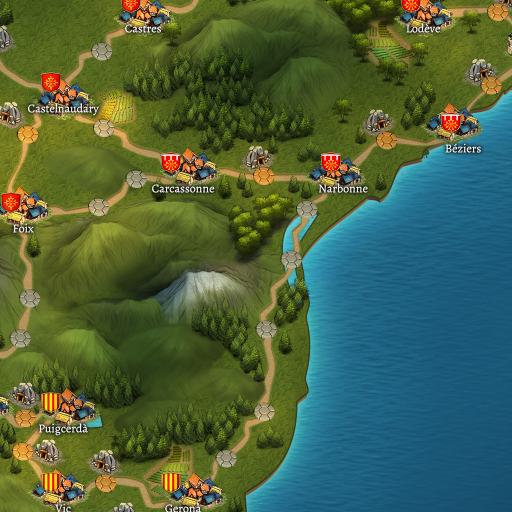 Castres
Lodève
Castelnaudary
Béziers
Carcassonne
Narbonne
Foix
Puigcerdà
Vic
Gerona